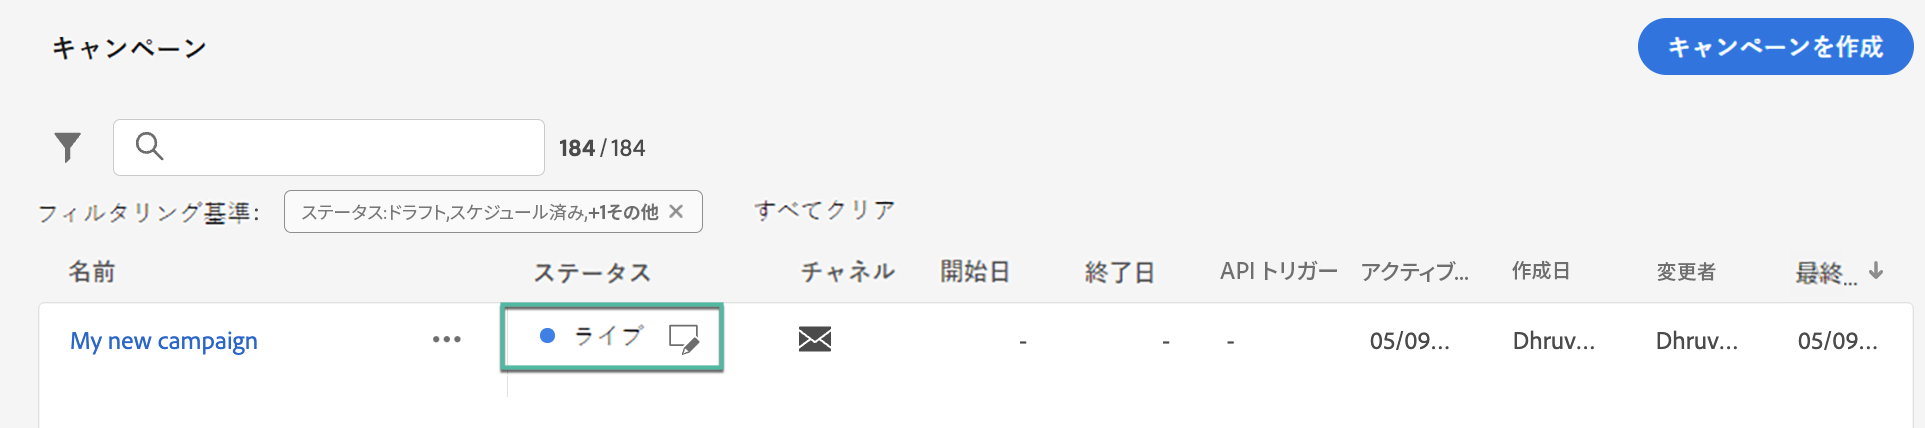 キャンペーン
キャンペーンを作成
184 / 184
フィルタリング基準:
ステータス:ドラフト,スケジュール済み,+1その他
すべてクリア
名前 ステータス チャネル 開始日 終了日 API トリガー アクティブ... 作成日 変更者 最終...
My new campaign ライブ - - - 05/09... Dhruv... Dhruv... 05/09...